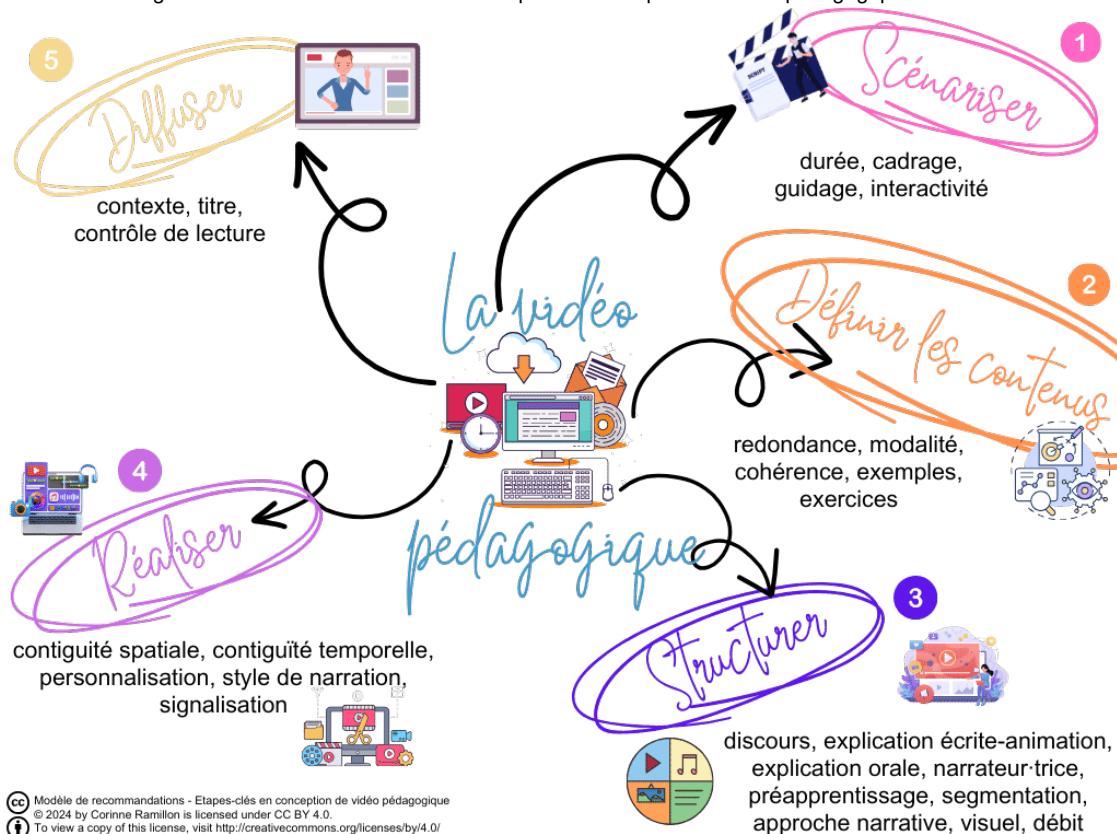 La vidéo
pédagogique
1
Scénariser
SCRIPT
durée, cadrage,
guidage, interactivité
2
Définir les contenus
redondance, modalité,
cohérence, exemples,
exercices
3
Structurer
discours, explication écrite-animation,
explication orale, narrateur·trice,
préapprentissage, segmentation,
approche narrative, visuel, débit
4
Réaliser
contiguité spatiale, contiguïté temporelle,
personnalisation, style de narration,
signalisation
5
Diffuser
contexte, titre,
contrôle de lecture
cc Modèle de recommandations - Etapes-clés en conception de vidéo pédagogique
© 2024 by Corinne Ramillon is licensed under CC BY 4.0.
To view a copy of this license, visit http://creativecommons.org/licenses/by/4.0/